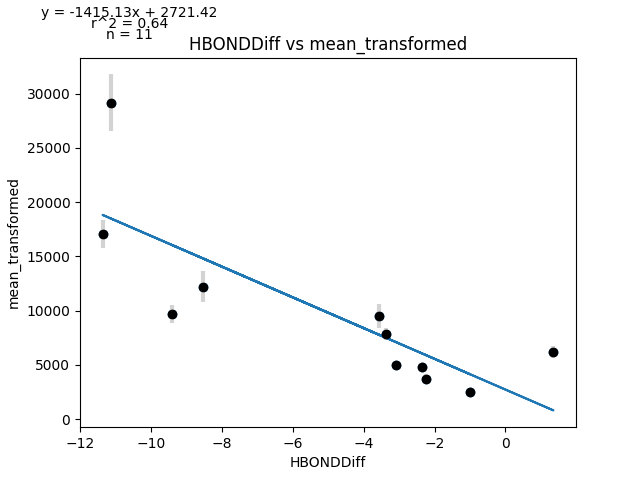 y = -1415.13x + 2721.42
r^2 = 0.64
n = 11
HBONDDiff vs mean_transformed
30000
25000
20000
15000
10000
5000
0
mean_transformed
−12 −10 −8 −6 −4 −2 0
HBONDDiff